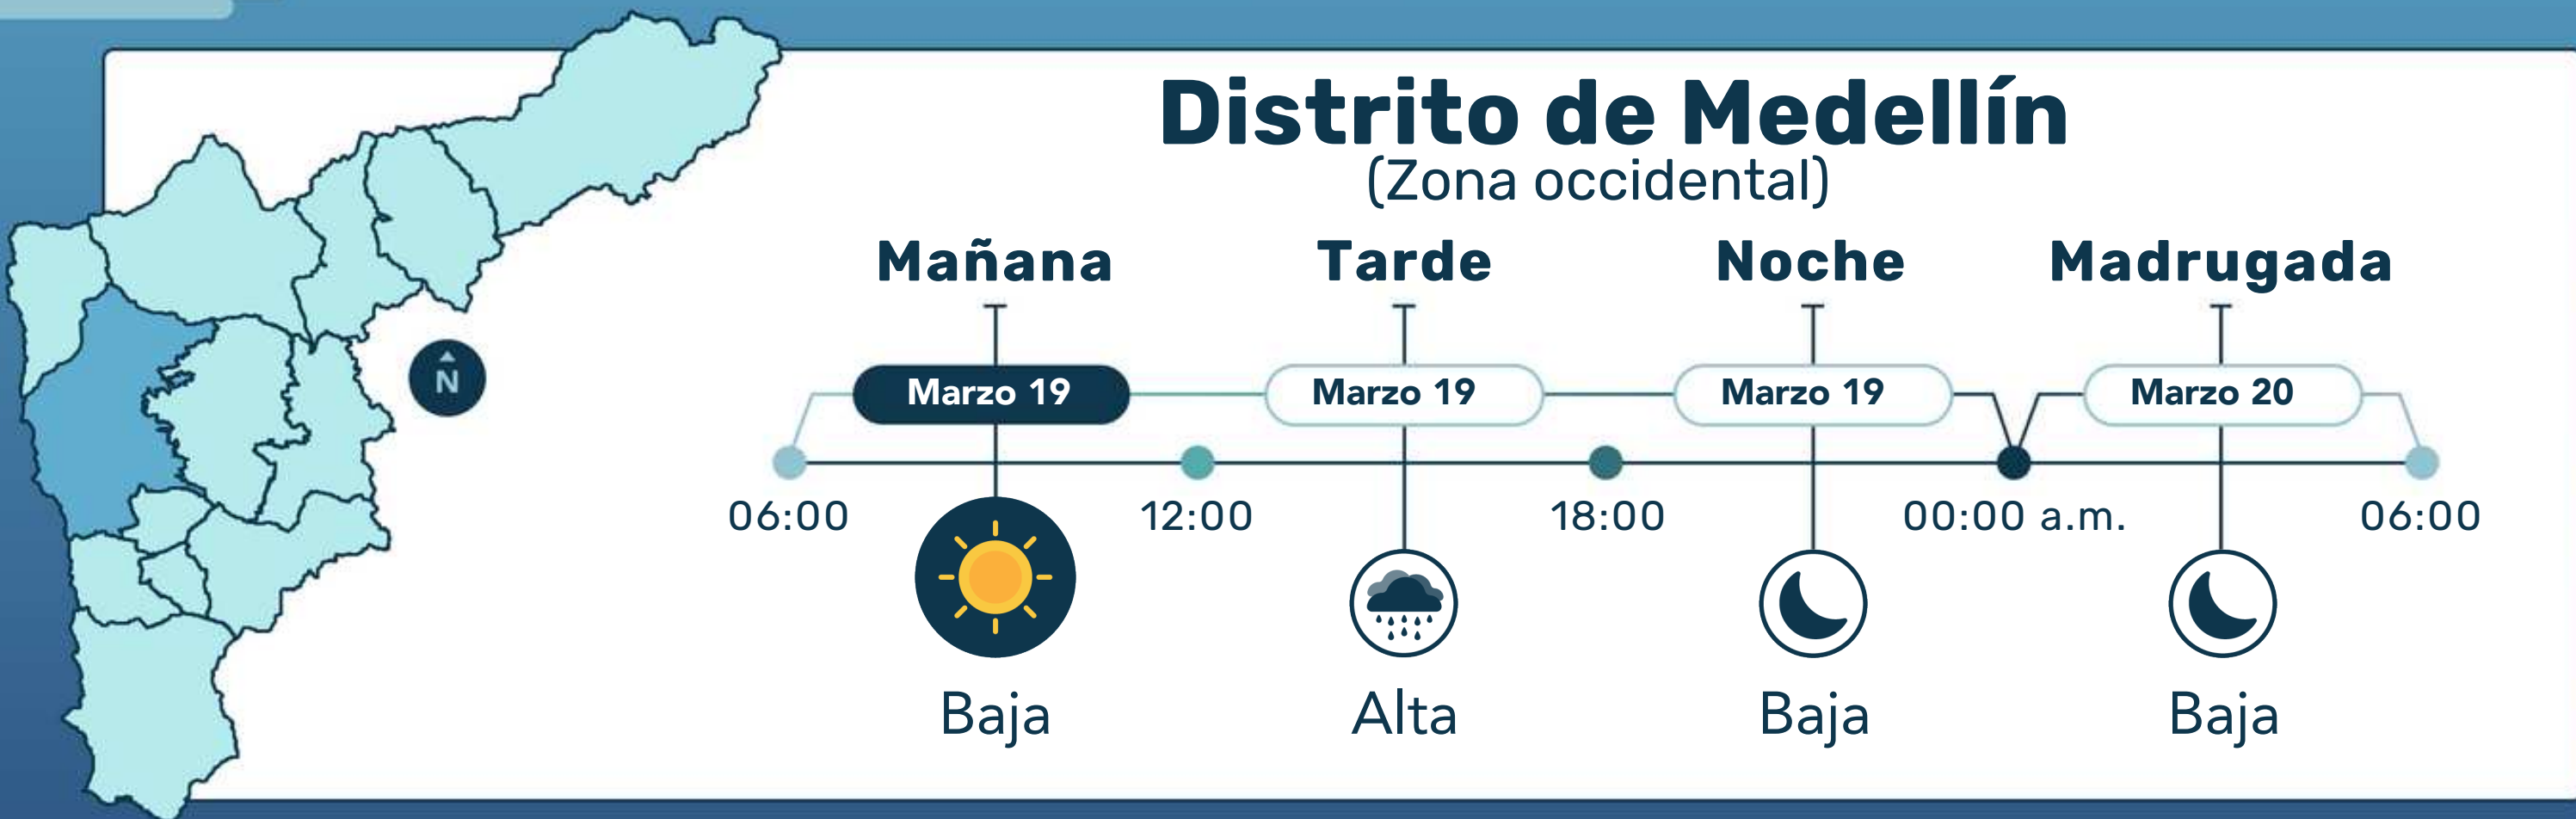 Distrito de Medellín
(Zona occidental)
Mañana Tarde Noche Madrugada
Marzo 19 Marzo 19 Marzo 19 Marzo 20
N
06:00 12:00 18:00 00:00 a.m. 06:00
Baja Alta Baja Baja